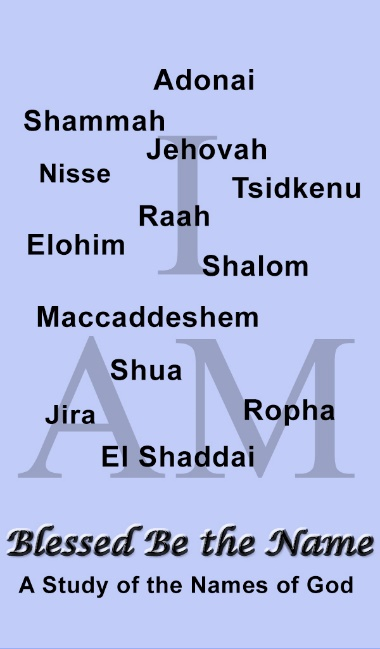 Adonai
Shammah
I
Jehovah
Nisse
Tsidkenu
Raah
Elohim
Shalom
Maccaddeshem
AM
Shua
Jira
Ropha
El Shaddai
Blessed Be the Name
A Study of the Names of God